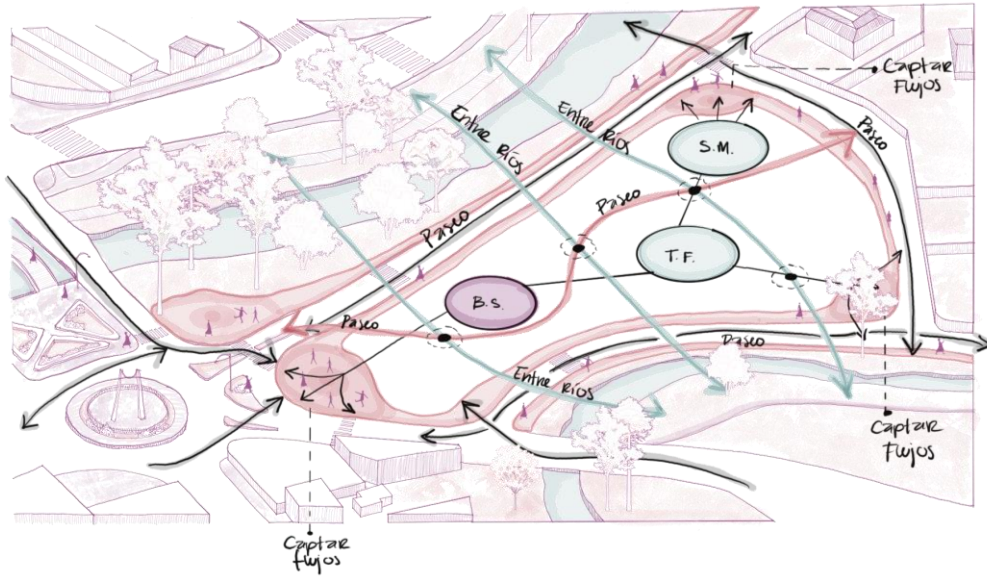 Captar
Flujos
Entre Ríos
Entre Ríos
S.M.
Paseo
Paseo
Paseo
T.F.
B.S.
Paseo
Paseo
Entre Ríos
Captar
Flujos
Captar
Flujos